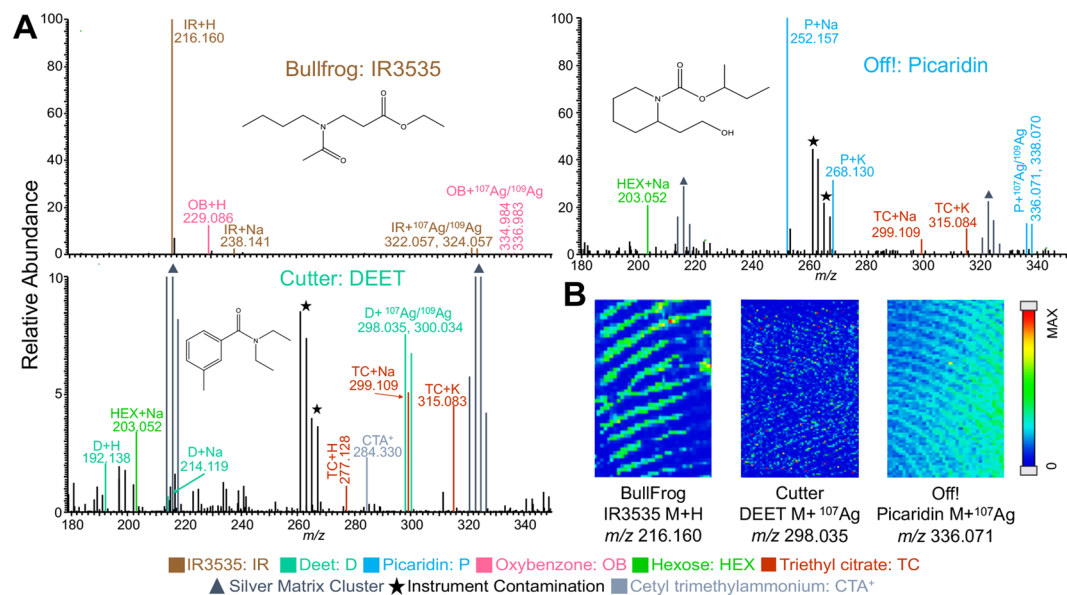 A
Bullfrog: IR3535
IR+H
216.160
OB+H
229.086
IR+Na
238.141
IR+107Ag/109Ag
322.057, 324.057
OB+107Ag/109Ag
334.984
336.983
N
O
O
O
100
80
60
40
20
0
Relative Abundance
Off!: Picaridin
P+Na
252.157
HEX+Na
203.052
P+K
268.130
TC+Na
299.109
TC+K
315.084
P+107Ag/109Ag
336.071, 338.070
O
N
O
OH
100
80
60
40
20
0
180 200 220 240 260 280 300 320 340
m/z
Cutter: DEET
D+H
192.138
HEX+Na
203.052
D+Na
214.119
TC+H
277.128
CTA+
284.330
D+ 107Ag/109Ag
298.035, 300.034
TC+Na
299.109
TC+K
315.083
O
N
10
5
0
Relative Abundance
180 200 220 240 260 280 300 320 340
m/z
B
MAX
0
BullFrog
IR3535 M+H
m/z 216.160
Cutter
DEET M+ 107Ag
m/z 298.035
Off!
Picaridin M+107Ag
m/z 336.071
IR3535: IR Deet: D Picaridin: P Oxybenzone: OB Hexose: HEX Triethyl citrate: TC
Silver Matrix Cluster Instrument Contamination Cetyl trimethylammonium: CTA+